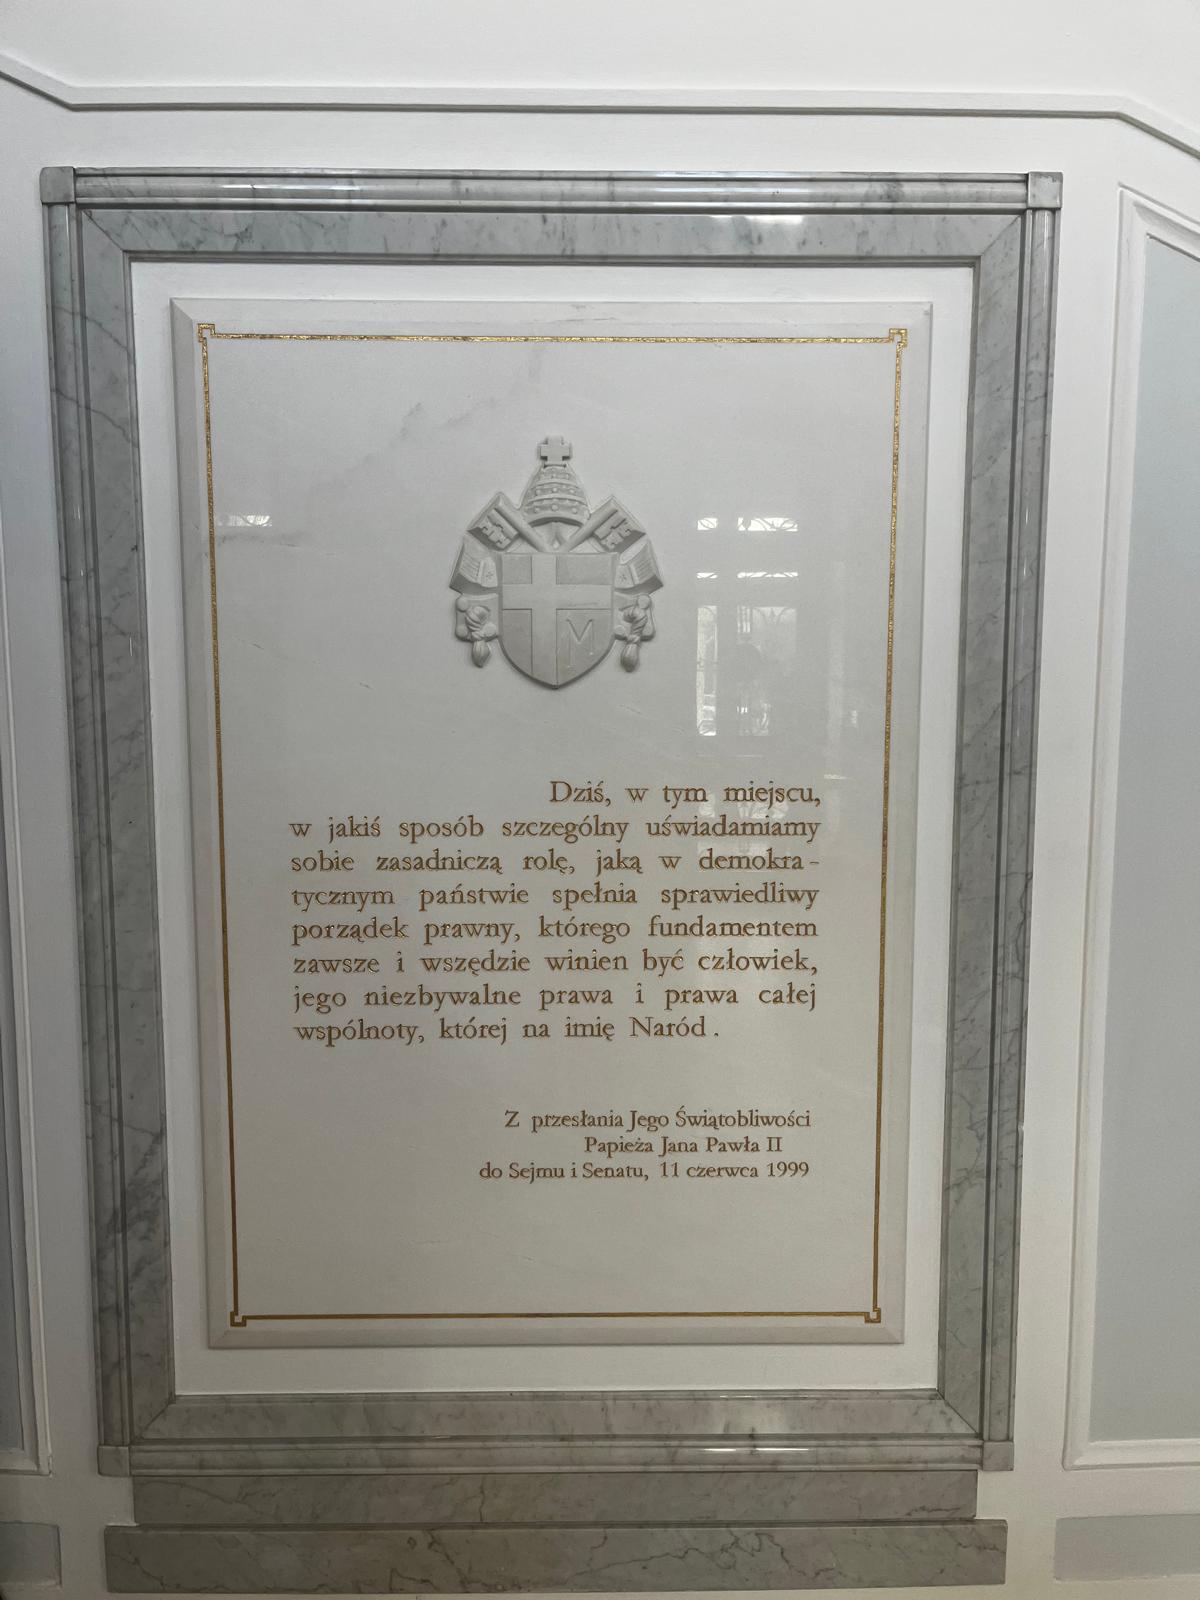 M
Dziś, w tym miejscu,
w jakiś sposób szczególny uświadamiamy
sobie zasadniczą rolę, jaką w demokra-
tycznym państwie spełnia sprawiedliwy
porządek prawny, którego fundamentem
zawsze i wszędzie winien być człowiek,
jego niezbywalne prawa i prawa całej
wspólnoty, której na imię Naród.
Z przesłania Jego Świątobliwości
Papieża Jana Pawła II
do Sejmu i Senatu, 11 czerwca 1999